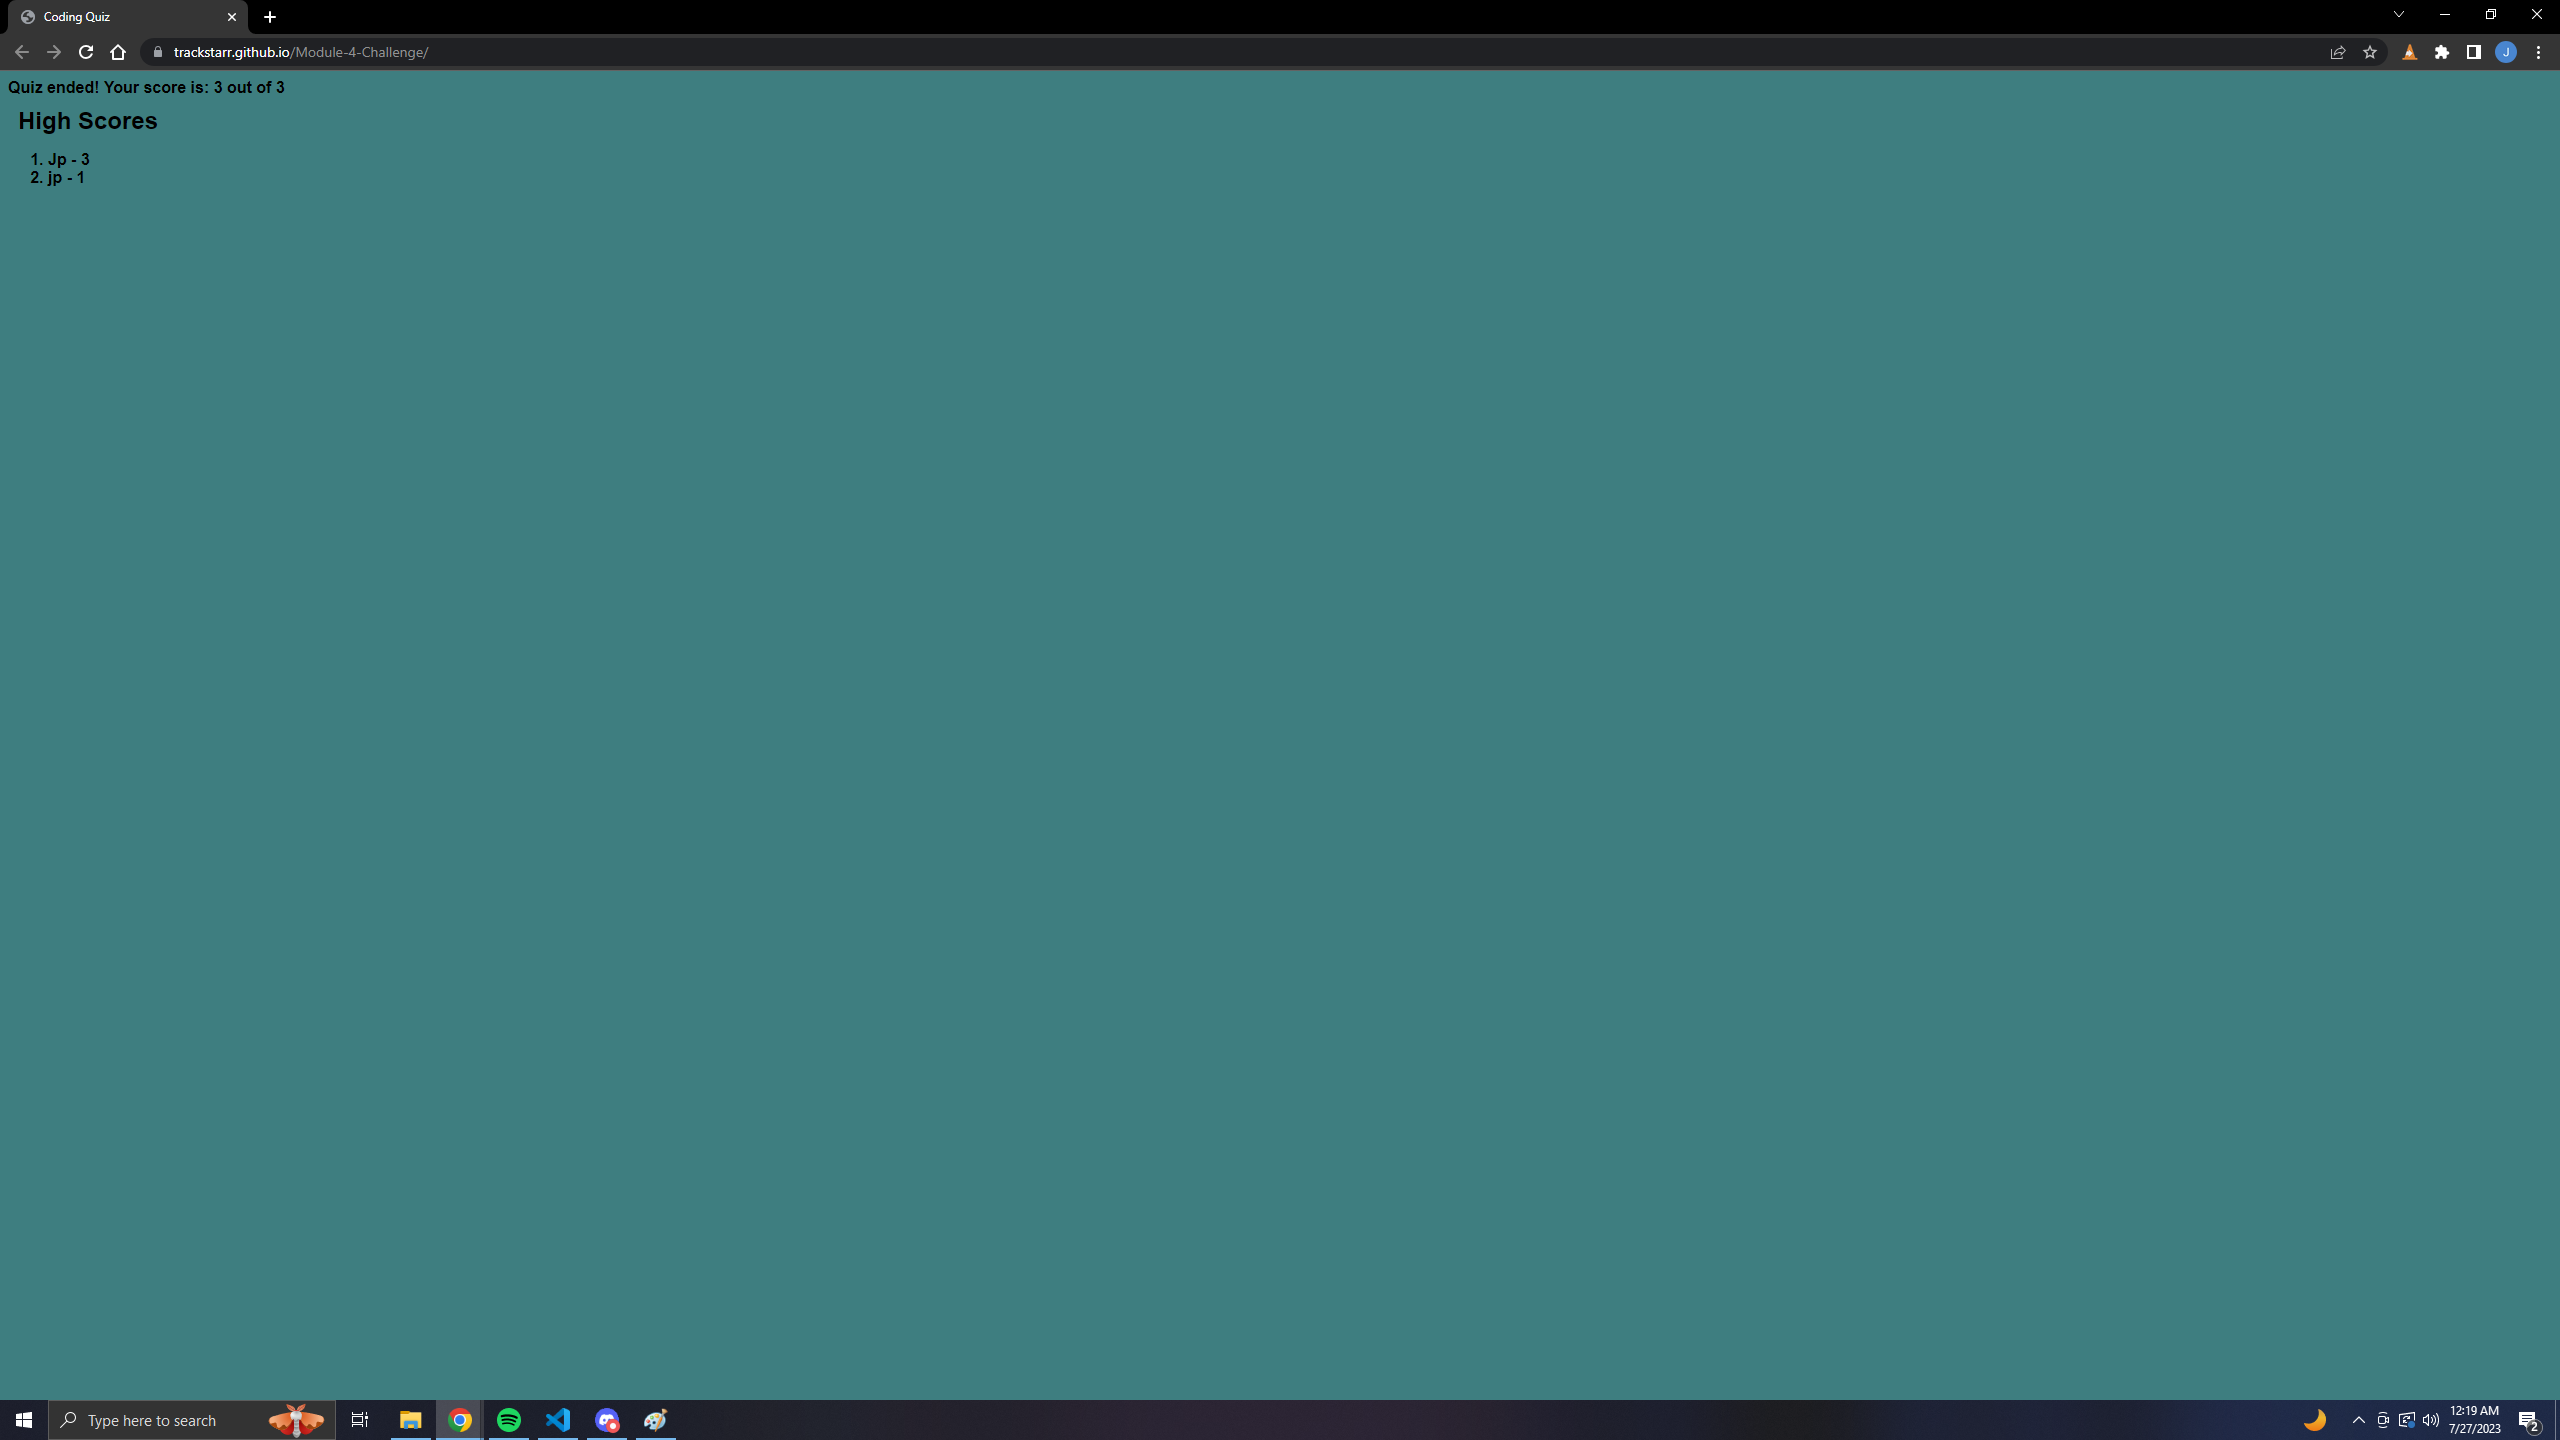 Coding Quiz
trackstarr.github.io/Module-4-Challenge/
J
Quiz ended! Your score is: 3 out of 3
High Scores
1. Jp - 3
2. jp - 1
Type here to search
12:19 AM
7/27/2023
2